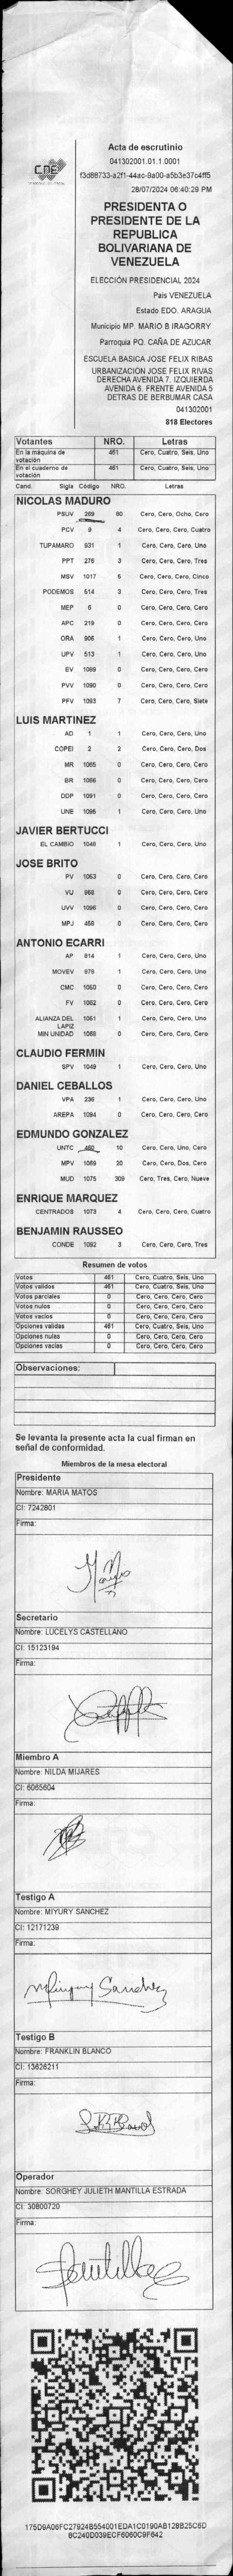 CNE
Acta de escrutinio
041302001.01.1.0001
f3d88733-a2f1-44ac-9a00-a5b3e37c4ff5
28/07/2024 06:40:29 PM
PRESIDENTA O
PRESIDENTE DE LA
REPUBLICA
BOLIVARIANA DE
VENEZUELA
ELECCIÓN PRESIDENCIAL 2024
Pais VENEZUELA
Estado EDO. ARAGUA
Municipio MP. MARIO B IRAGORRY
Parroquia PQ. CAÑA DE AZUCAR
ESCUELA BASICA JOSE FELIX RIBAS
URBANIZACIÓN JOSE FELIX RIVAS
DERECHA AVENIDA 7. IZQUIERDA
AVENIDA 6. FRENTE AVENIDA 5
DETRAS DE BERBUMAR CASA
041302001
818 Electores
Votantes NRO. Letras
En la máquina de votación 461 Cero, Cuatro, Seis, Uno
En el cuaderno de votación 461 Cero, Cuatro, Seis, Uno
Cand. Sigla Código NRO. Letras
NICOLAS MADURO
PSUV 269 80 Cero, Cero, Ocho, Cero
PCV 9 4 Cero, Cero, Cero, Cuatro
TUPAMARO 931 1 Cero, Cero, Cero, Uno
PPT 276 3 Cero, Cero, Cero, Tres
MSV 1017 5 Cero, Cero, Cero, Cinco
PODEMOS 514 3 Cero, Cero, Cero, Tres
MEP 6 0 Cero, Cero, Cero, Cero
APC 219 0 Cero, Cero, Cero, Cero
ORA 906 1 Cero, Cero, Cero, Uno
UPV 513 1 Cero, Cero, Cero, Uno
EV 1089 0 Cero, Cero, Cero, Cero
PVV 1090 0 Cero, Cero, Cero, Cero
PFV 1093 7 Cero, Cero, Cero, Siete
LUIS MARTINEZ
AD 1 1 Cero, Cero, Cero, Uno
COPEI 2 2 Cero, Cero, Cero, Dos
MR 1065 0 Cero, Cero, Cero, Cero
BR 1066 0 Cero, Cero, Cero, Cero
DDP 1091 0 Cero, Cero, Cero, Cero
UNE 1095 1 Cero, Cero, Cero, Uno
JAVIER BERTUCCI
EL CAMBIO 1048 1 Cero, Cero, Cero, Uno
JOSE BRITO
PV 1053 0 Cero, Cero, Cero, Cero
VU 959 0 Cero, Cero, Cero, Cero
UVV 1096 0 Cero, Cero, Cero, Cero
MPJ 458 0 Cero, Cero, Cero, Cero
ANTONIO ECARRI
AP 814 1 Cero, Cero, Cero, Uno
MOVEV 878 1 Cero, Cero, Cero, Uno
CMC 1050 0 Cero, Cero, Cero, Cero
FV 1052 0 Cero, Cero, Cero, Cero
ALIANZA DEL LAPIZ 1051 1 Cero, Cero, Cero, Uno
MIN UNIDAD 1068 0 Cero, Cero, Cero, Cero
CLAUDIO FERMIN
SPV 1049 1 Cero, Cero, Cero, Uno
DANIEL CEBALLOS
VPA 236 1 Cero, Cero, Cero, Uno
AREPA 1094 0 Cero, Cero, Cero, Cero
EDMUNDO GONZALEZ
UNTC 460 10 Cero, Cero, Uno, Cero
MPV 1069 20 Cero, Cero, Dos, Cero
MUD 1075 309 Cero, Tres, Cero, Nueve
ENRIQUE MARQUEZ
CENTRADOS 1073 4 Cero, Cero, Cero, Cuatro
BENJAMIN RAUSSEO
CONDE 1092 3 Cero, Cero, Cero, Tres
Resumen de votos
Votos 461 Cero, Cuatro, Seis, Uno
Votos validos 461 Cero, Cuatro, Seis, Uno
Votos parciales 0 Cero, Cero, Cero, Cero
Votos nulos 0 Cero, Cero, Cero, Cero
Votos vacios 0 Cero, Cero, Cero, Cero
Opciones validas 461 Cero, Cuatro, Seis, Uno
Opciones nulas 0 Cero, Cero, Cero, Cero
Opciones vacias 0 Cero, Cero, Cero, Cero
Observaciones:
Se levanta la presente acta la cual firman en
señal de conformidad.
Miembros de la mesa electoral
Presidente
Nombre: MARIA MATOS
CI: 7242801
Firma:
Secretario
Nombre: LUCELYS CASTELLANO
CI: 15123194
Firma:
Miembro A
Nombre: NILDA MIJARES
CI: 6065604
Firma:
Testigo A
Nombre: MIYURY SANCHEZ
CI: 12171239
Firma:
Testigo B
Nombre: FRANKLIN BLANCO
CI: 13626211
Firma:
Operador
Nombre: SORGHEY JULIETH MANTILLA ESTRADA
CI: 30800720
Firma:
175D9A06FC27924B554001EDA1C0190AB128B25C6D
8C240D039ECF6060C9F642